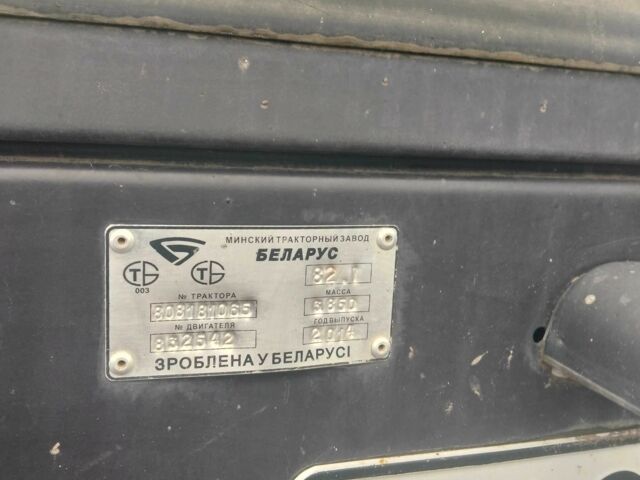 МИНСКИЙ ТРАКТОРНЫЙ ЗАВОД
БЕЛАРУС
82.1
003
№ ТРАКТОРА
МАССА
808181065
3850
№ ДВИГАТЕЛЯ
ГОД ВЫПУСКА
832542
ЗРОБЛЕНА У БЕЛАРУСІ